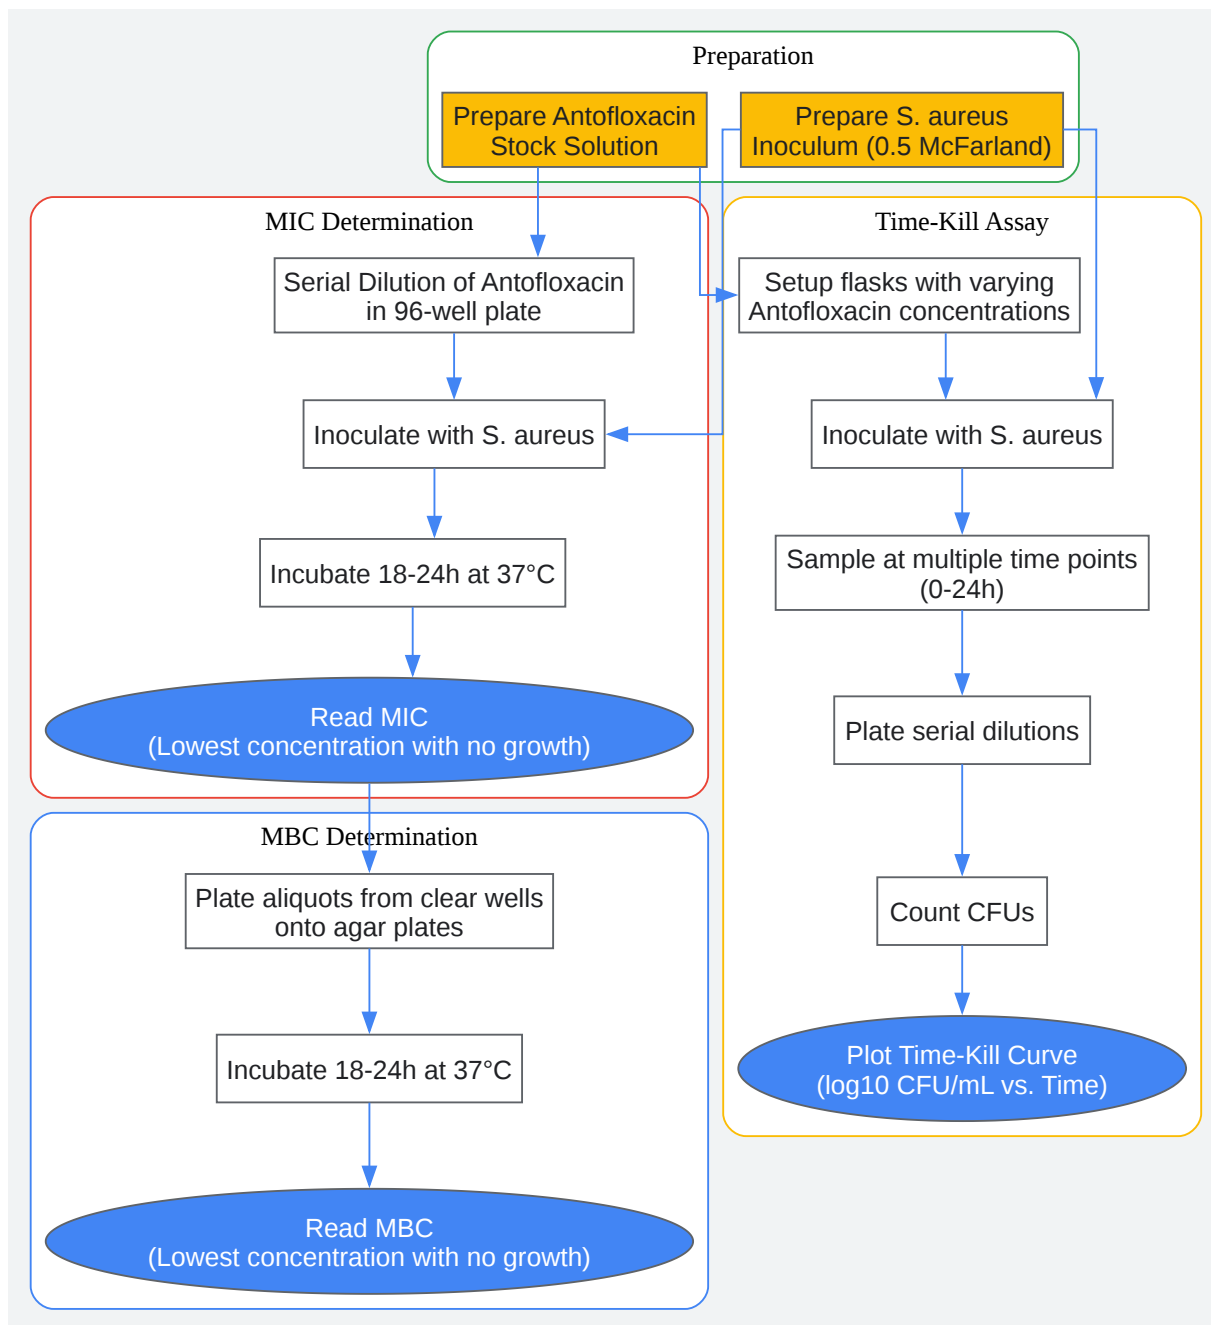 Preparation
Prepare Antofloxacin
Stock Solution
Prepare S. aureus
Inoculum (0.5 McFarland)
MIC Determination
Serial Dilution of Antofloxacin
in 96-well plate
Inoculate with S. aureus
Incubate 18-24h at 37°C
Read MIC
(Lowest concentration with no growth)
MBC Determination
Plate aliquots from clear wells
onto agar plates
Incubate 18-24h at 37°C
Read MBC
(Lowest concentration with no growth)
Time-Kill Assay
Setup flasks with varying
Antofloxacin concentrations
Inoculate with S. aureus
Sample at multiple time points
(0-24h)
Plate serial dilutions
Count CFUs
Plot Time-Kill Curve
(log10 CFU/mL vs. Time)